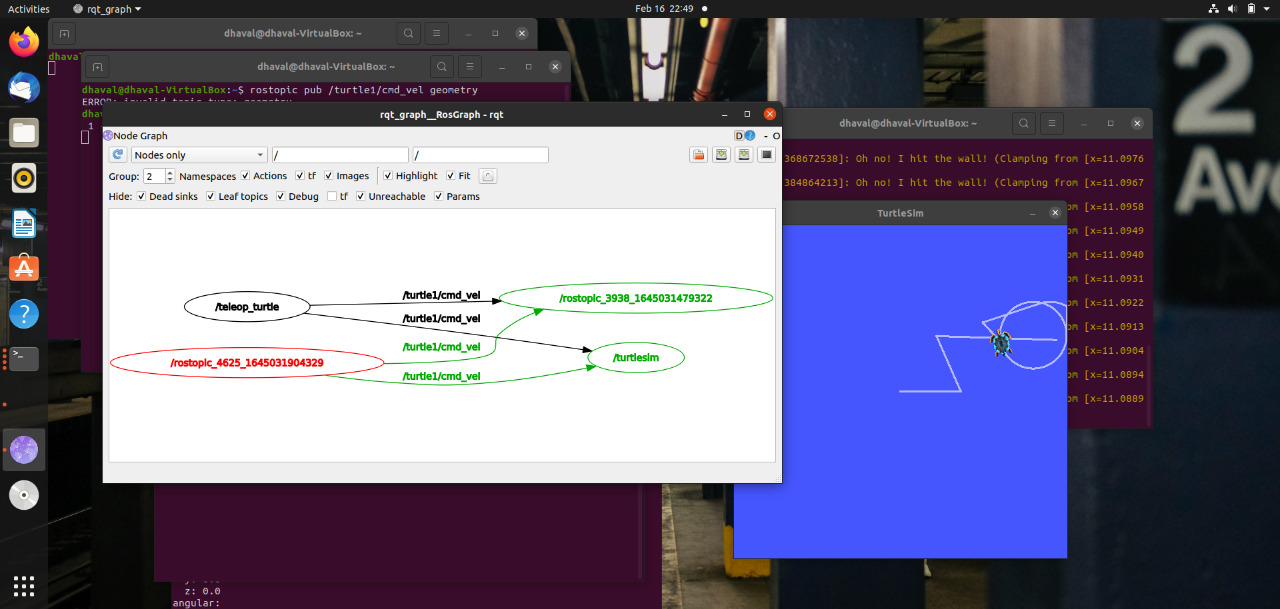 Activities
rqt_graph
Feb 16 22:49
dhaval@dhaval-VirtualBox: ~
dhav
dhaval@dhaval-VirtualBox: ~
dhaval@dhaval-VirtualBox:~$ rostopic pub /turtle1/cmd_vel geometry
ERROR: invalid topic type: geometry
dha
1
rqt_graph__RosGraph - rqt
Node Graph
D
- O
Nodes only
/
/
Group:
2
Namespaces
Actions
tf
Images
Highlight
Fit
Hide:
Dead sinks
Leaf topics
Debug
tf
Unreachable
Params
/teleop_turtle
/turtle1/cmd_vel
/rostopic_3938_1645031479322
/turtle1/cmd_vel
/turtle1/cmd_vel
/turtlesim
/rostopic_4625_1645031904329
/turtle1/cmd_vel
dhaval@dhaval-VirtualBox: ~
368672538]: Oh no! I hit the wall! (Clamping from [x=11.0976
384864213]: Oh no! I hit the wall! (Clamping from [x=11.0967
om [x=11.0958
om [x=11.0949
om [x=11.0940
om [x=11.0931
om [x=11.0922
om [x=11.0913
om [x=11.0904
om [x=11.0894
om [x=11.0889
TurtleSim
z: 0.0
angular:
2
Ave